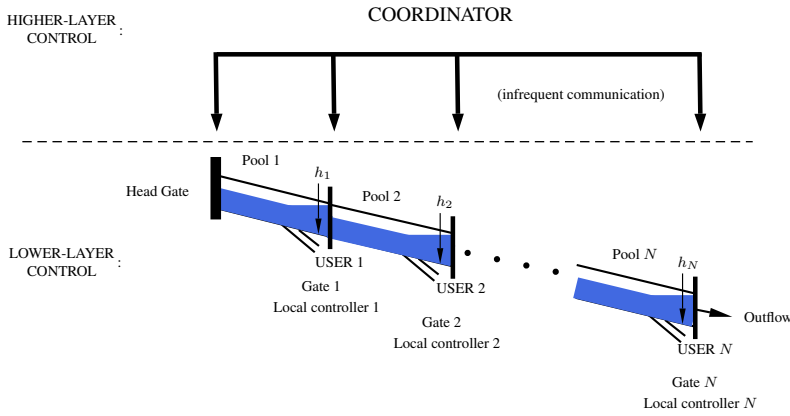 HIGHER-LAYER
CONTROL :
COORDINATOR
(infrequent communication)
Pool 1
Head Gate
h₁
Pool 2
h₂
LOWER-LAYER
CONTROL :
USER 1
Gate 1
Local controller 1
USER 2
Gate 2
Local controller 2
Pool N
h_N
Outflow
USER N
Gate N
Local controller N